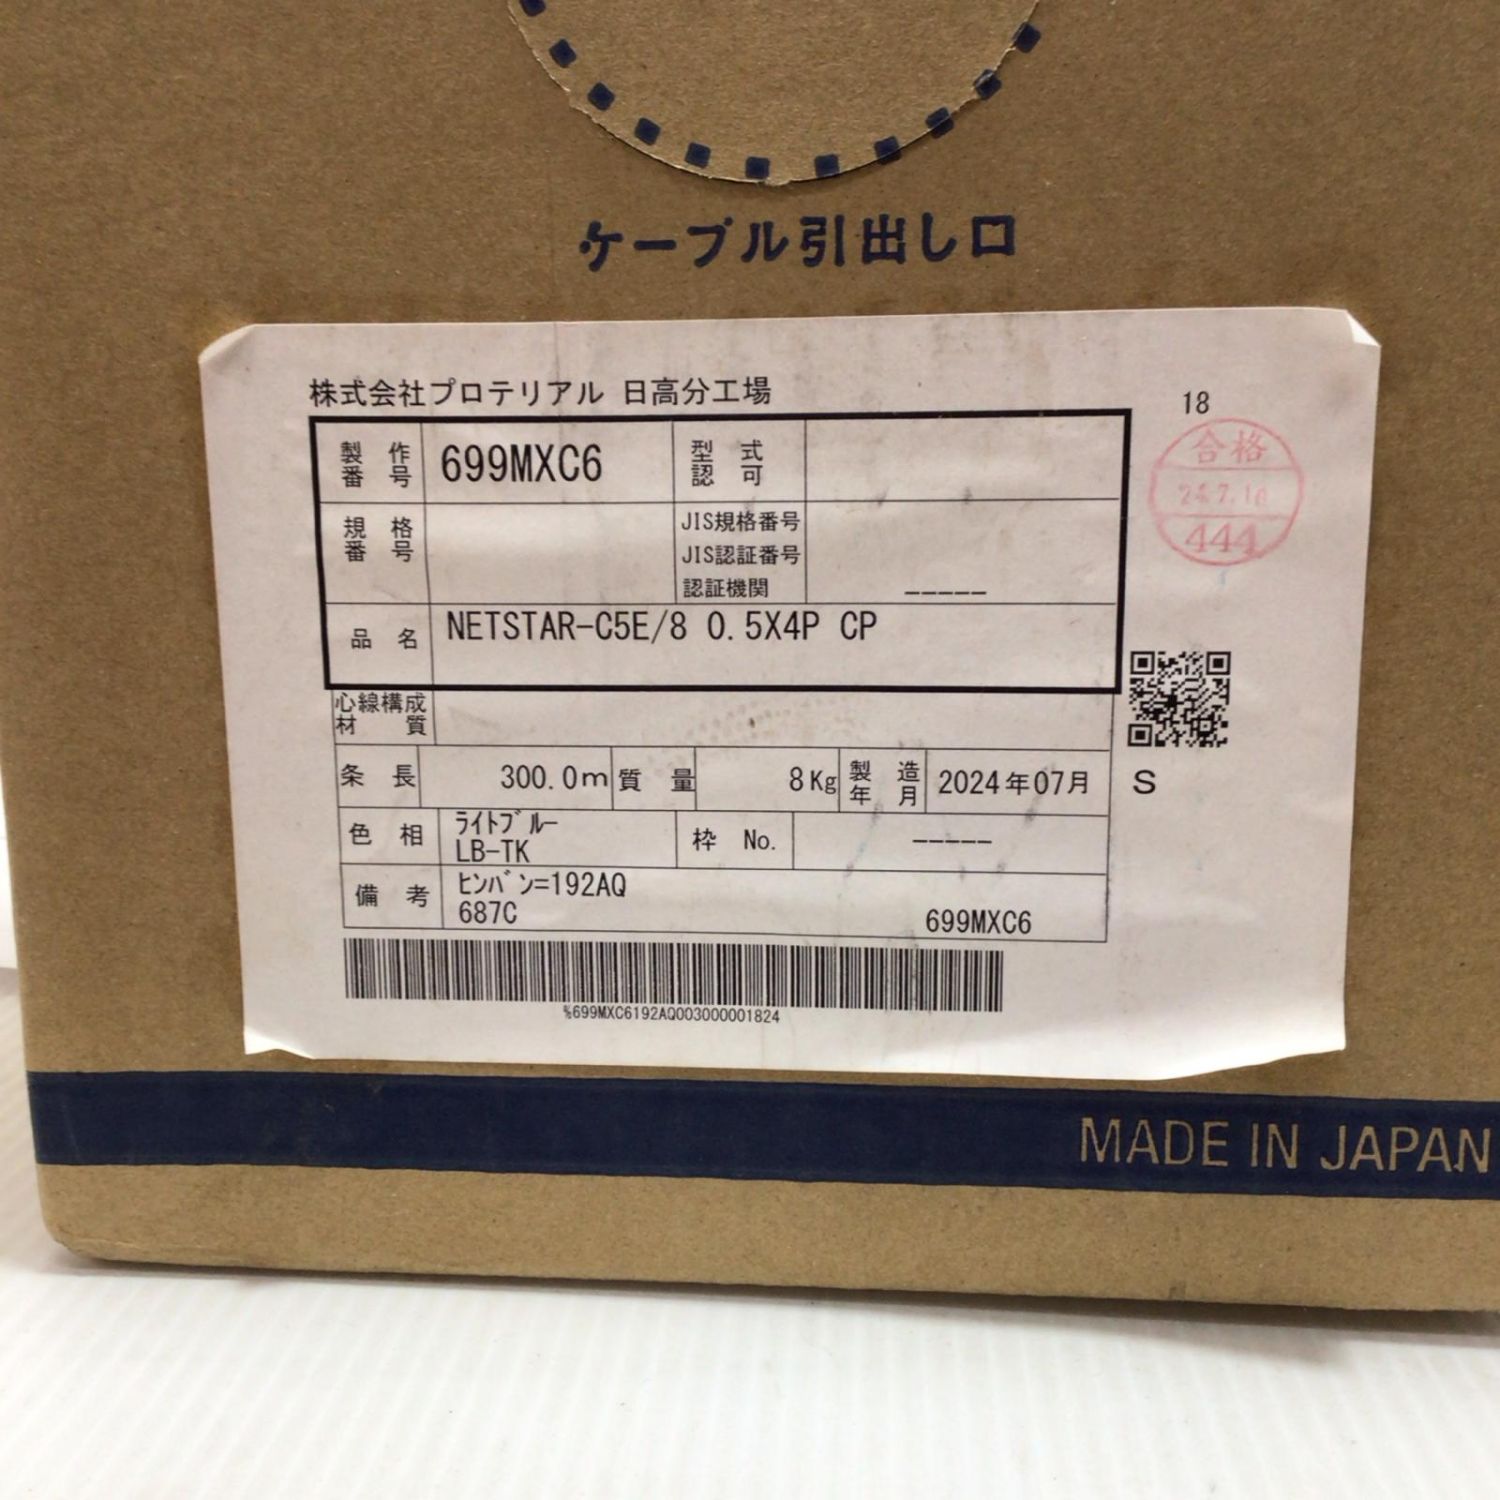 ケーブル引出し口
株式会社プロテリアル 日高分工場
18
製作番号 699MXC6 型式認可
合格
444
規格番号 JIS規格番号
JIS認証番号
認証機関 -----
品名 NETSTAR-C5E/8 0.5X4P CP
心線構成
材質
条長 300.0m 質量 8Kg 製造年月 2024年07月 S
色相 ﾗｲﾄﾌﾞﾙｰ
LB-TK 枠 No. -----
備考 ﾋﾝﾊﾞﾝ=192AQ
687C 699MXC6
%699MXC6192AQ003000001824
MADE IN JAPAN